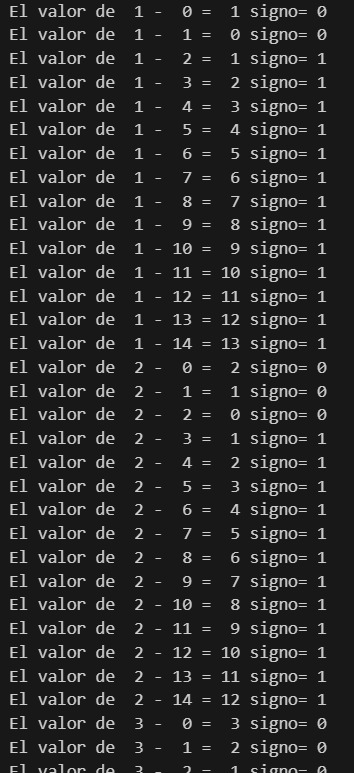 El valor de  1 -  0 =  1 signo= 0
El valor de  1 -  1 =  0 signo= 0
El valor de  1 -  2 =  1 signo= 1
El valor de  1 -  3 =  2 signo= 1
El valor de  1 -  4 =  3 signo= 1
El valor de  1 -  5 =  4 signo= 1
El valor de  1 -  6 =  5 signo= 1
El valor de  1 -  7 =  6 signo= 1
El valor de  1 -  8 =  7 signo= 1
El valor de  1 -  9 =  8 signo= 1
El valor de  1 - 10 =  9 signo= 1
El valor de  1 - 11 = 10 signo= 1
El valor de  1 - 12 = 11 signo= 1
El valor de  1 - 13 = 12 signo= 1
El valor de  1 - 14 = 13 signo= 1
El valor de  2 -  0 =  2 signo= 0
El valor de  2 -  1 =  1 signo= 0
El valor de  2 -  2 =  0 signo= 0
El valor de  2 -  3 =  1 signo= 1
El valor de  2 -  4 =  2 signo= 1
El valor de  2 -  5 =  3 signo= 1
El valor de  2 -  6 =  4 signo= 1
El valor de  2 -  7 =  5 signo= 1
El valor de  2 -  8 =  6 signo= 1
El valor de  2 -  9 =  7 signo= 1
El valor de  2 - 10 =  8 signo= 1
El valor de  2 - 11 =  9 signo= 1
El valor de  2 - 12 = 10 signo= 1
El valor de  2 - 13 = 11 signo= 1
El valor de  2 - 14 = 12 signo= 1
El valor de  3 -  0 =  3 signo= 0
El valor de  3 -  1 =  2 signo= 0
El valor de  3 -  2 =  1 signo= 0